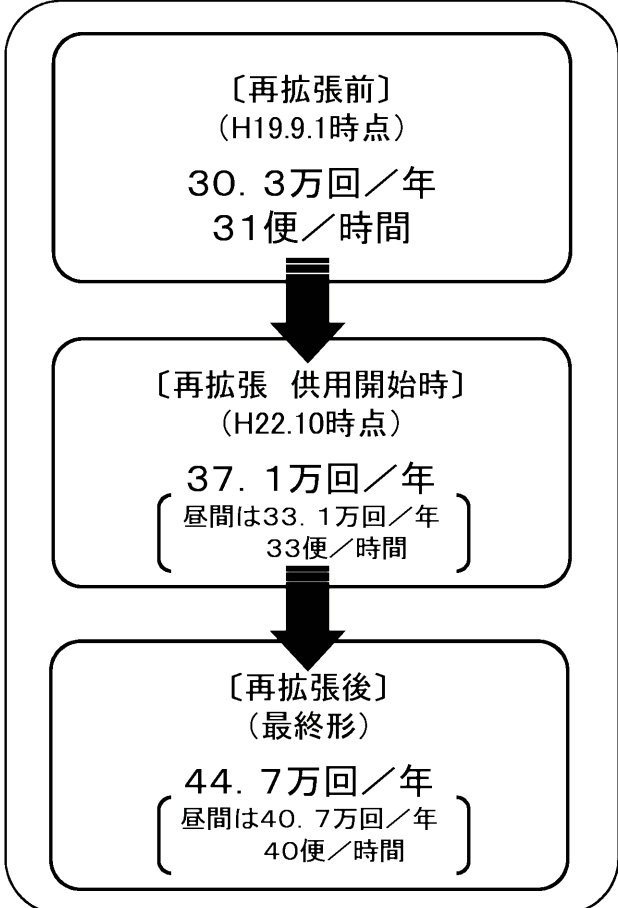 〔再拡張前〕
（H19.9.1時点）
３０．３万回／年
３１便／時間
〔再拡張　供用開始時〕
（H22.10時点）
３７．１万回／年
昼間は３３．１万回／年
３３便／時間
〔再拡張後〕
（最終形）
４４．７万回／年
昼間は４０．７万回／年
４０便／時間